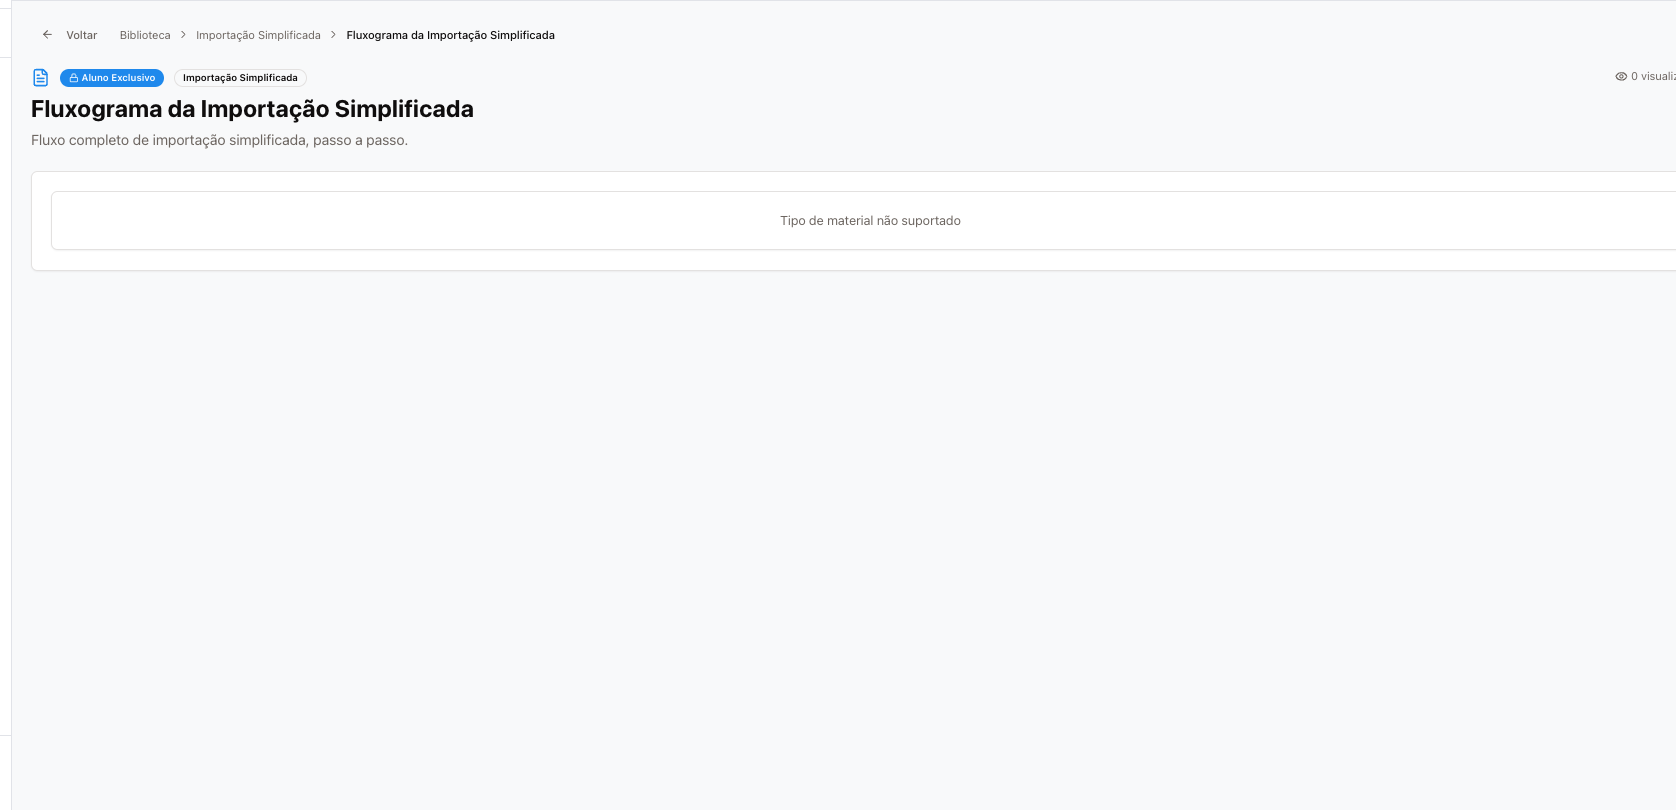 Voltar Biblioteca Importação Simplificada Fluxograma da Importação Simplificada
Aluno Exclusivo Importação Simplificada 0 visualiz
Fluxograma da Importação Simplificada
Fluxo completo de importação simplificada, passo a passo.
Tipo de material não suportado